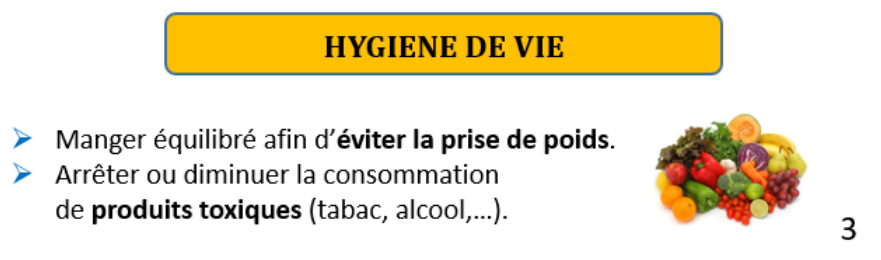 HYGIENE DE VIE
➢ Manger équilibré afin d’éviter la prise de poids.
➢ Arrêter ou diminuer la consommation
de produits toxiques (tabac, alcool,…).
3